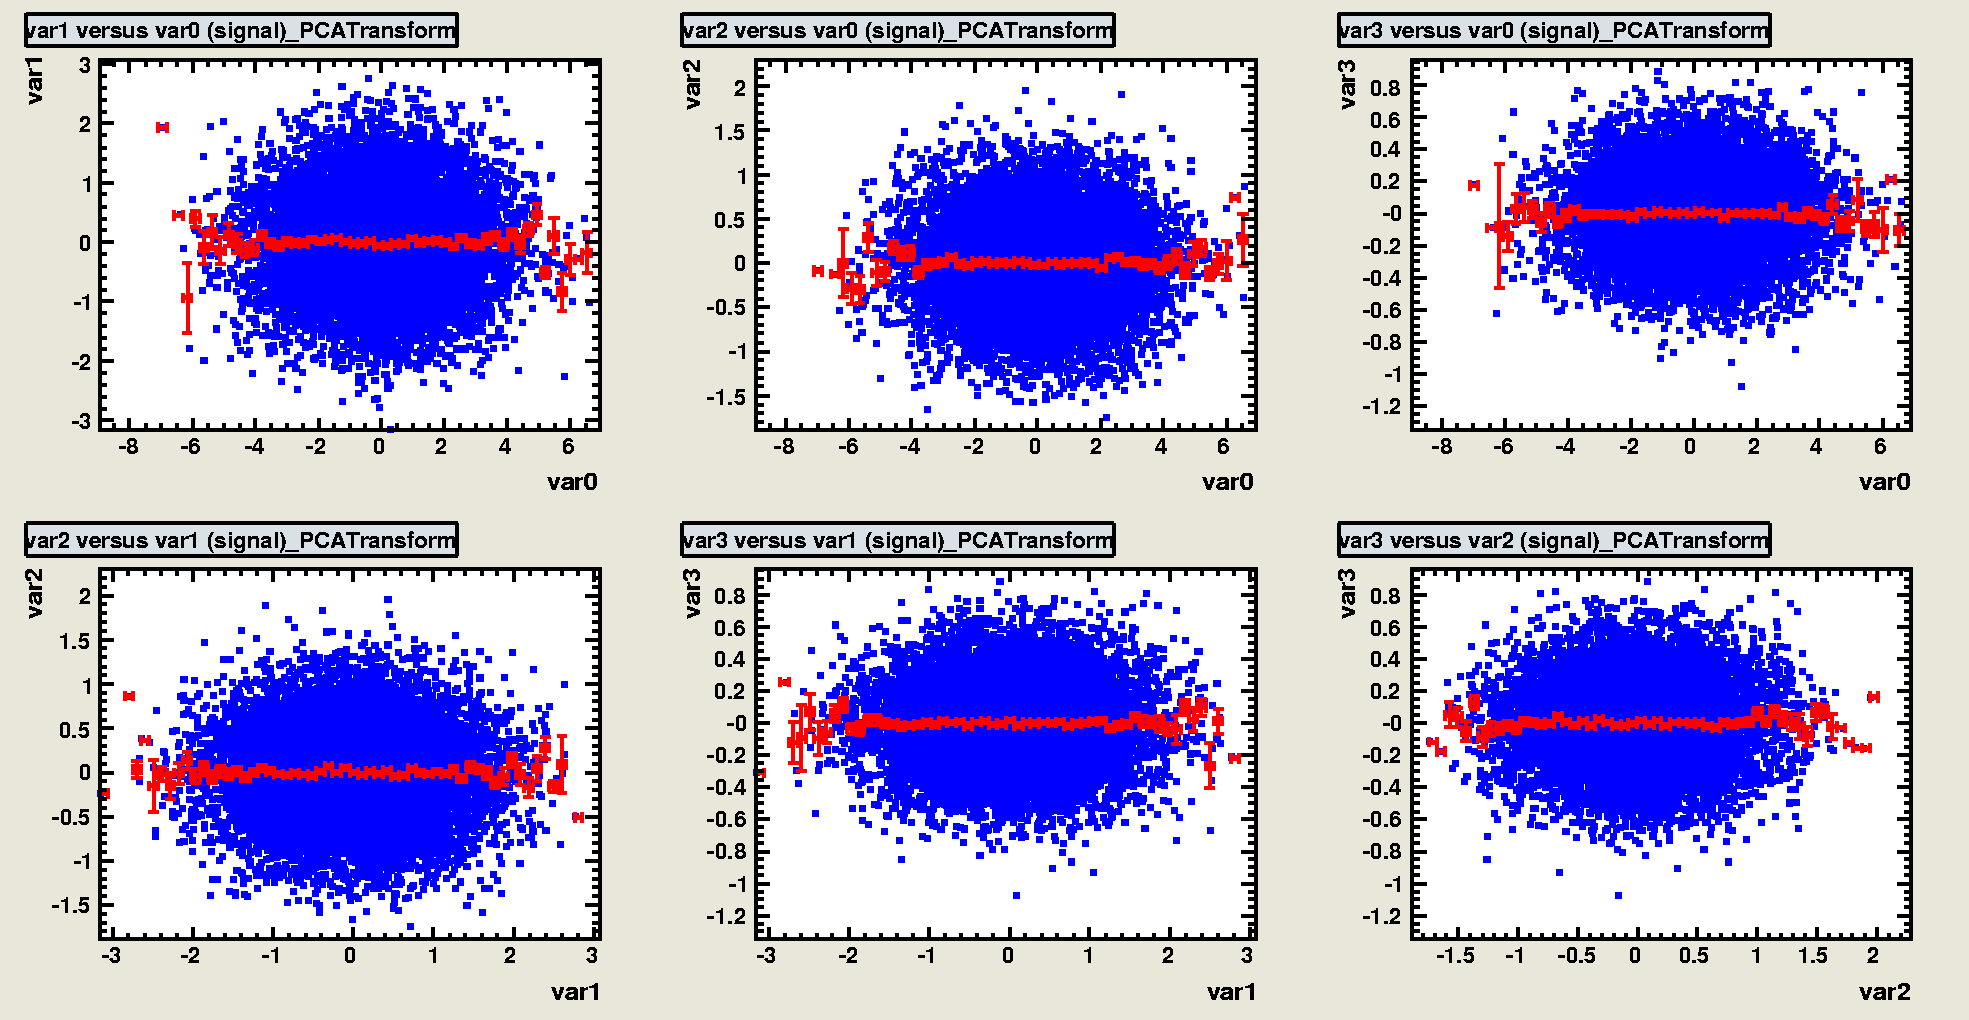 var1 versus var0 (signal)_PCATransform
var1
3
2
1
0
-1
-2
-3
-8 -6 -4 -2 0 2 4 6
var0
var2 versus var0 (signal)_PCATransform
var2
2
1.5
1
0.5
0
-0.5
-1
-1.5
-8 -6 -4 -2 0 2 4 6
var0
var3 versus var0 (signal)_PCATransform
var3
0.8
0.6
0.4
0.2
-0
-0.2
-0.4
-0.6
-0.8
-1
-1.2
-8 -6 -4 -2 0 2 4 6
var0
var2 versus var1 (signal)_PCATransform
var2
2
1.5
1
0.5
0
-0.5
-1
-1.5
-3 -2 -1 0 1 2 3
var1
var3 versus var1 (signal)_PCATransform
var3
0.8
0.6
0.4
0.2
-0
-0.2
-0.4
-0.6
-0.8
-1
-1.2
-3 -2 -1 0 1 2 3
var1
var3 versus var2 (signal)_PCATransform
var3
0.8
0.6
0.4
0.2
-0
-0.2
-0.4
-0.6
-0.8
-1
-1.2
-1.5 -1 -0.5 0 0.5 1 1.5 2
var2